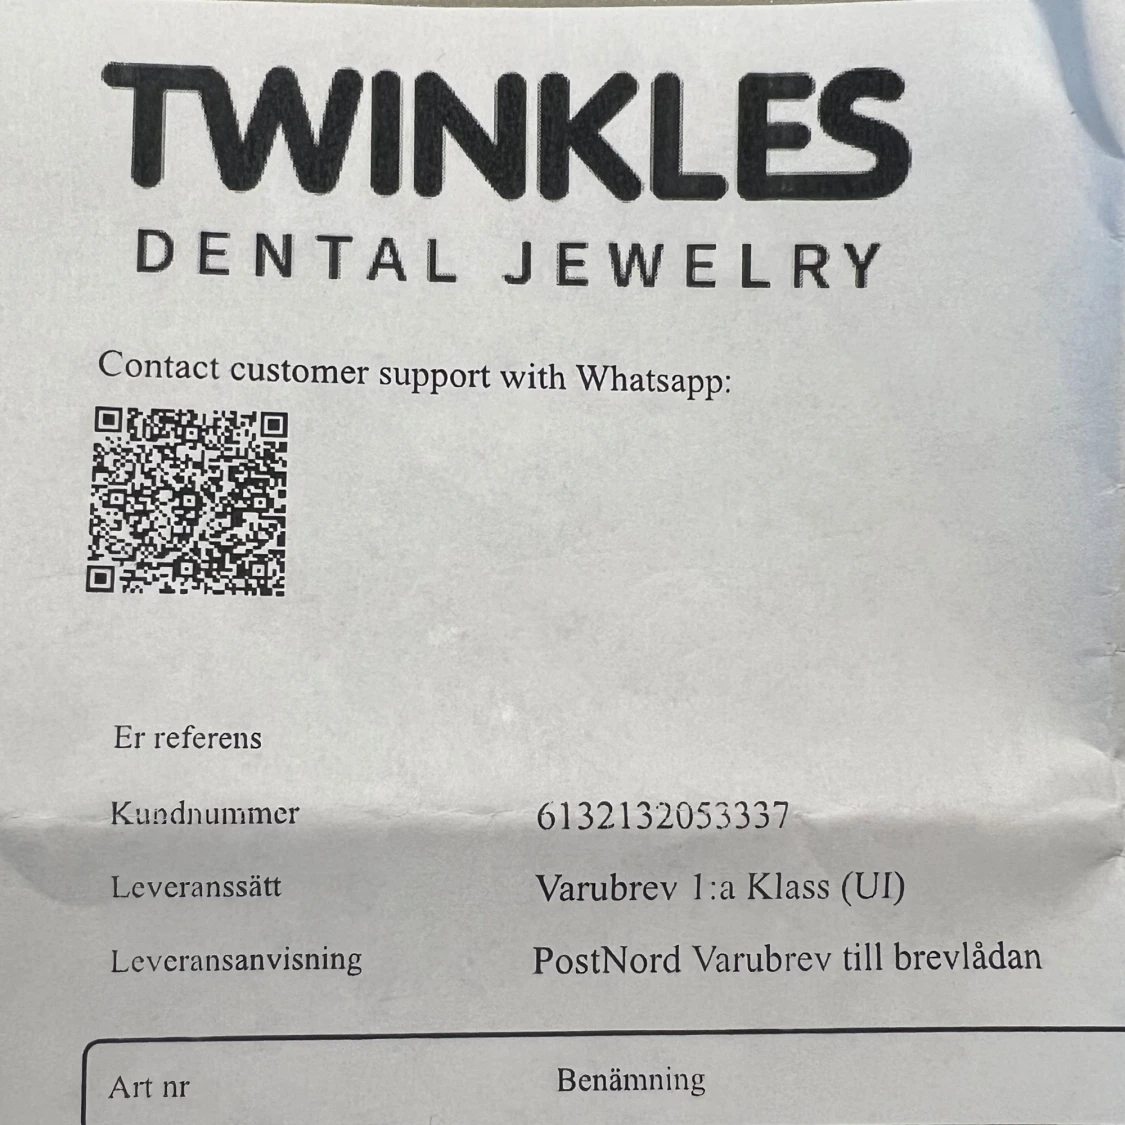 TWINKLES
DENTAL JEWELRY
Contact customer support with Whatsapp:
Er referens
Kundnummer 6132132053337
Leveranssätt Varubrev 1:a Klass (UI)
Leveransanvisning PostNord Varubrev till brevlådan
Art nr Benämning